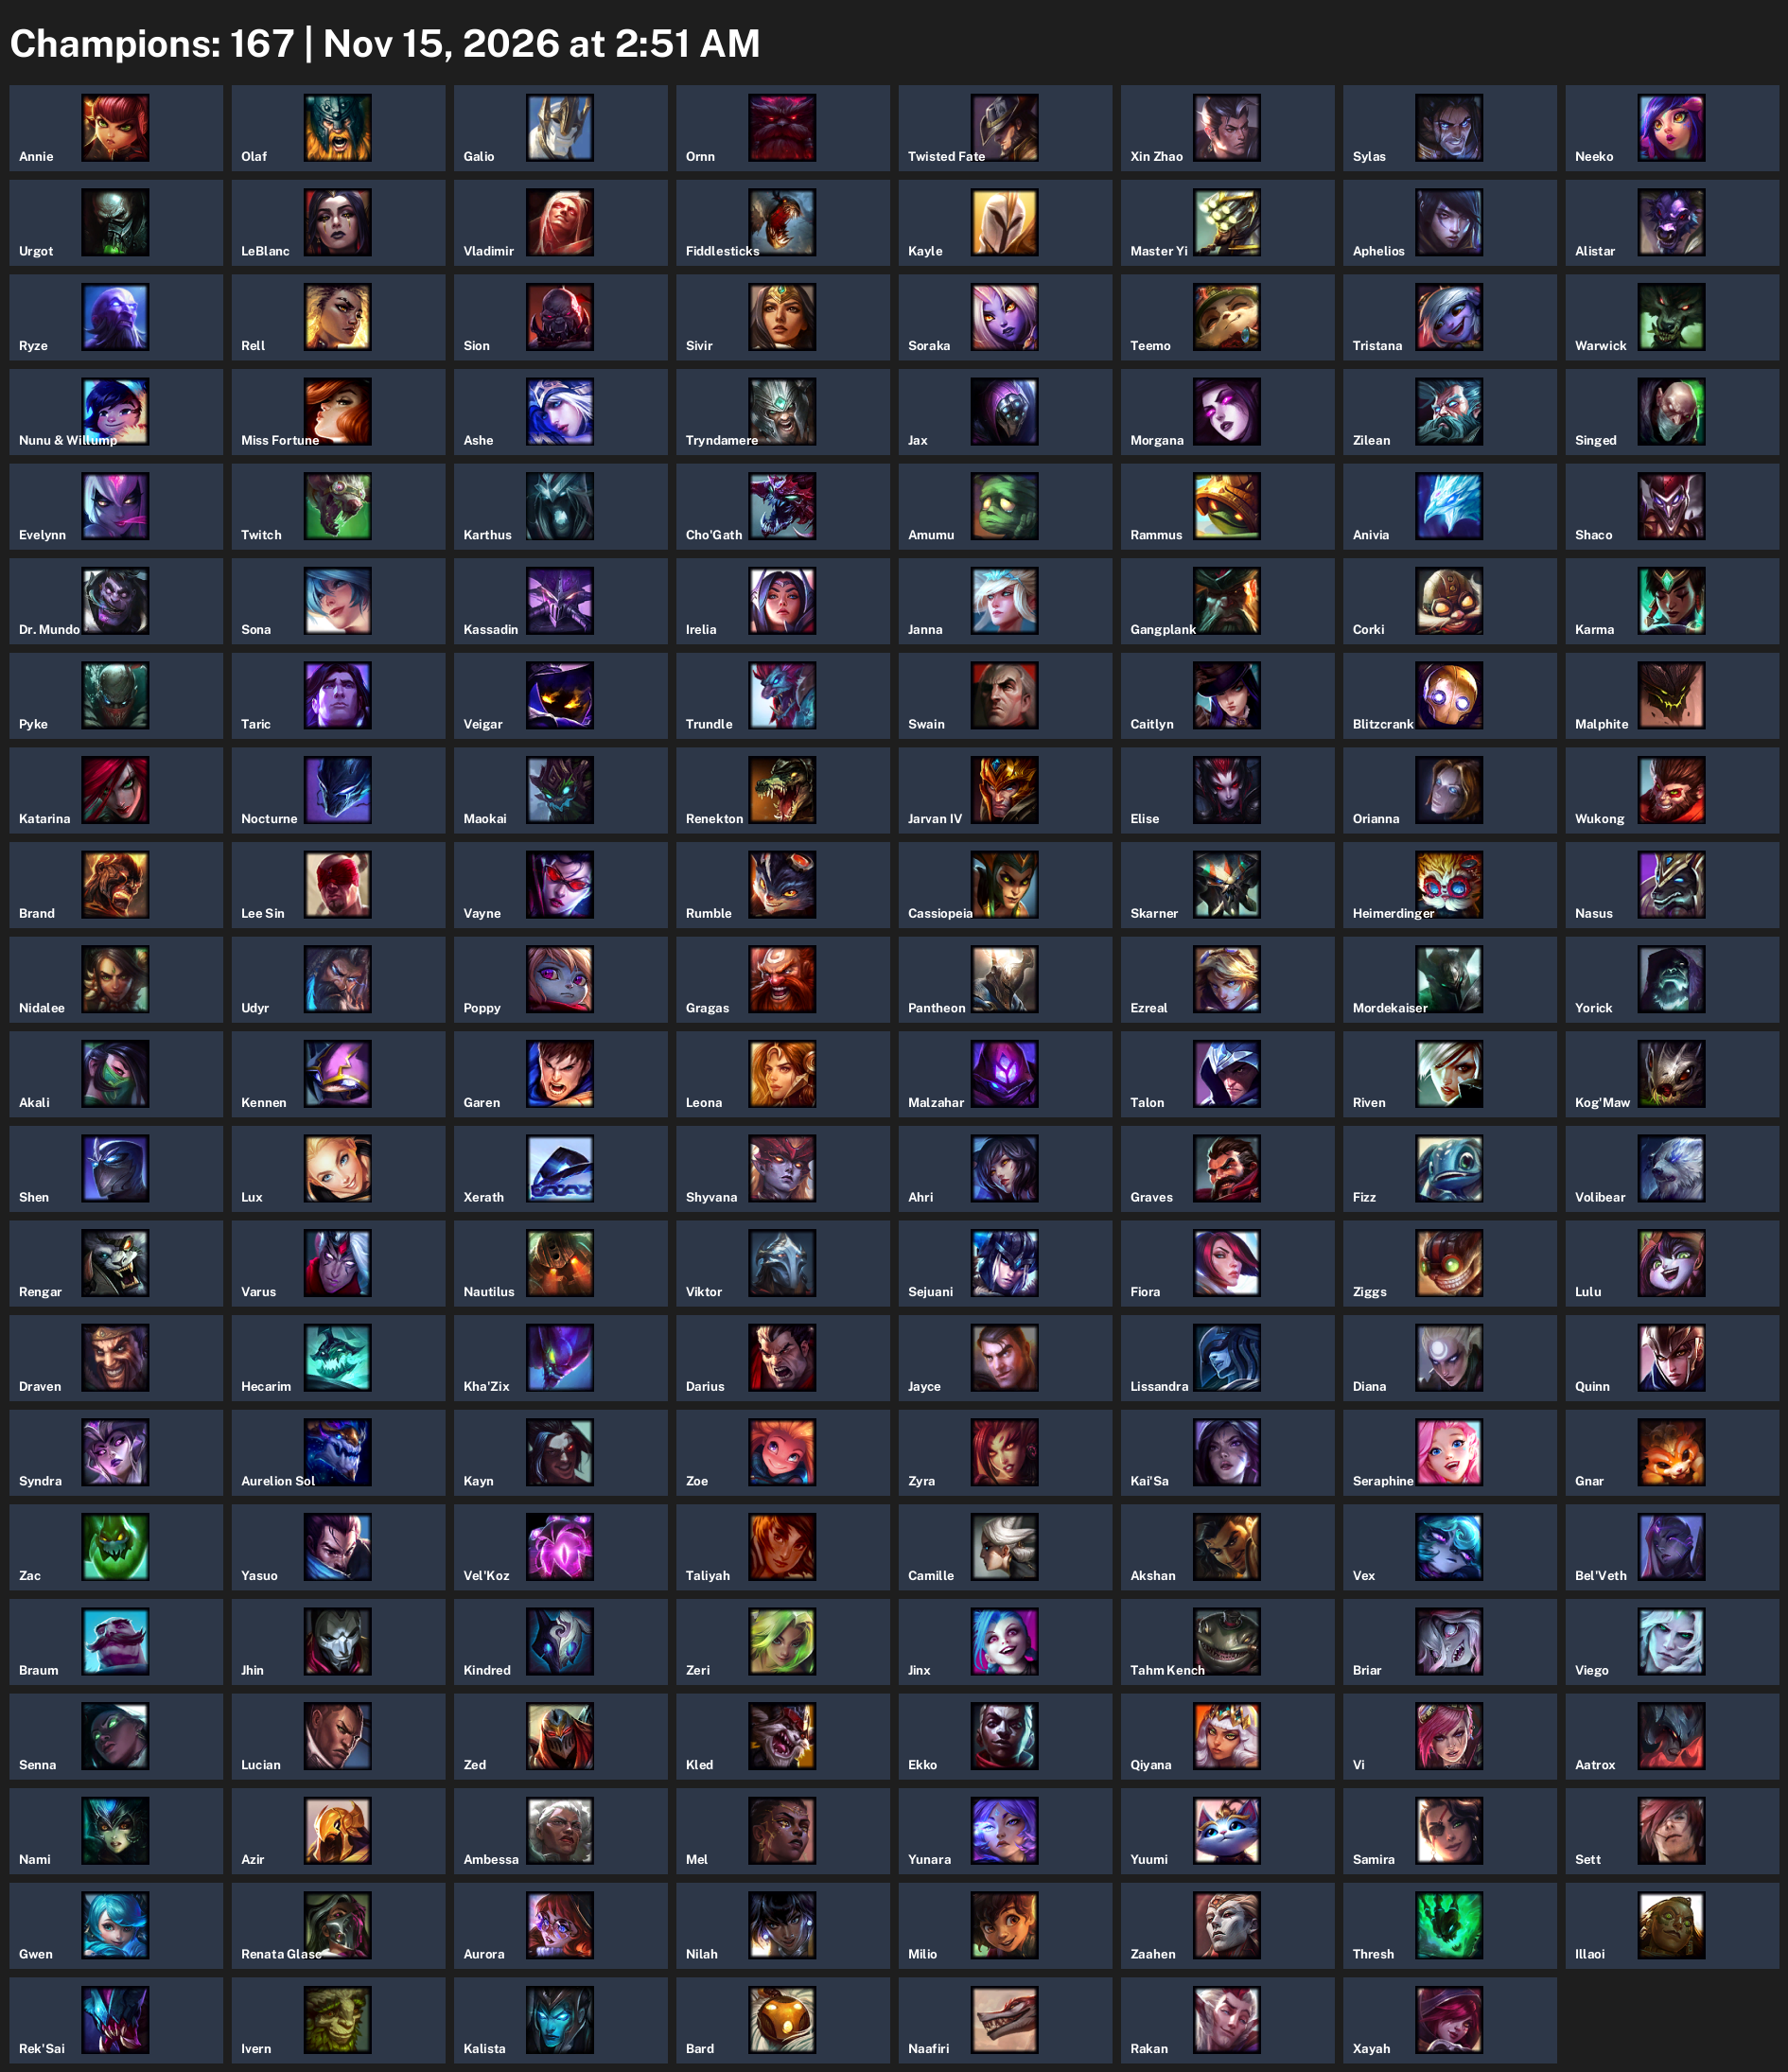 Champions: 167 | Nov 15, 2026 at 2:51 AM
Annie
Olaf
Galio
Ornn
Twisted Fate
Xin Zhao
Sylas
Neeko
Urgot
LeBlanc
Vladimir
Fiddlesticks
Kayle
Master Yi
Aphelios
Alistar
Ryze
Rell
Sion
Sivir
Soraka
Teemo
Tristana
Warwick
Nunu & Willump
Miss Fortune
Ashe
Tryndamere
Jax
Morgana
Zilean
Singed
Evelynn
Twitch
Karthus
Cho'Gath
Amumu
Rammus
Anivia
Shaco
Dr. Mundo
Sona
Kassadin
Irelia
Janna
Gangplank
Corki
Karma
Pyke
Taric
Veigar
Trundle
Swain
Caitlyn
Blitzcrank
Malphite
Katarina
Nocturne
Maokai
Renekton
Jarvan IV
Elise
Orianna
Wukong
Brand
Lee Sin
Vayne
Rumble
Cassiopeia
Skarner
Heimerdinger
Nasus
Nidalee
Udyr
Poppy
Gragas
Pantheon
Ezreal
Mordekaiser
Yorick
Akali
Kennen
Garen
Leona
Malzahar
Talon
Riven
Kog'Maw
Shen
Lux
Xerath
Shyvana
Ahri
Graves
Fizz
Volibear
Rengar
Varus
Nautilus
Viktor
Sejuani
Fiora
Ziggs
Lulu
Draven
Hecarim
Kha'Zix
Darius
Jayce
Lissandra
Diana
Quinn
Syndra
Aurelion Sol
Kayn
Zoe
Zyra
Kai'Sa
Seraphine
Gnar
Zac
Yasuo
Vel'Koz
Taliyah
Camille
Akshan
Vex
Bel'Veth
Braum
Jhin
Kindred
Zeri
Jinx
Tahm Kench
Briar
Viego
Senna
Lucian
Zed
Kled
Ekko
Qiyana
Vi
Aatrox
Nami
Azir
Ambessa
Mel
Yunara
Yuumi
Samira
Sett
Gwen
Renata Glasc
Aurora
Nilah
Milio
Zaahen
Thresh
Illaoi
Rek'Sai
Ivern
Kalista
Bard
Naafiri
Rakan
Xayah